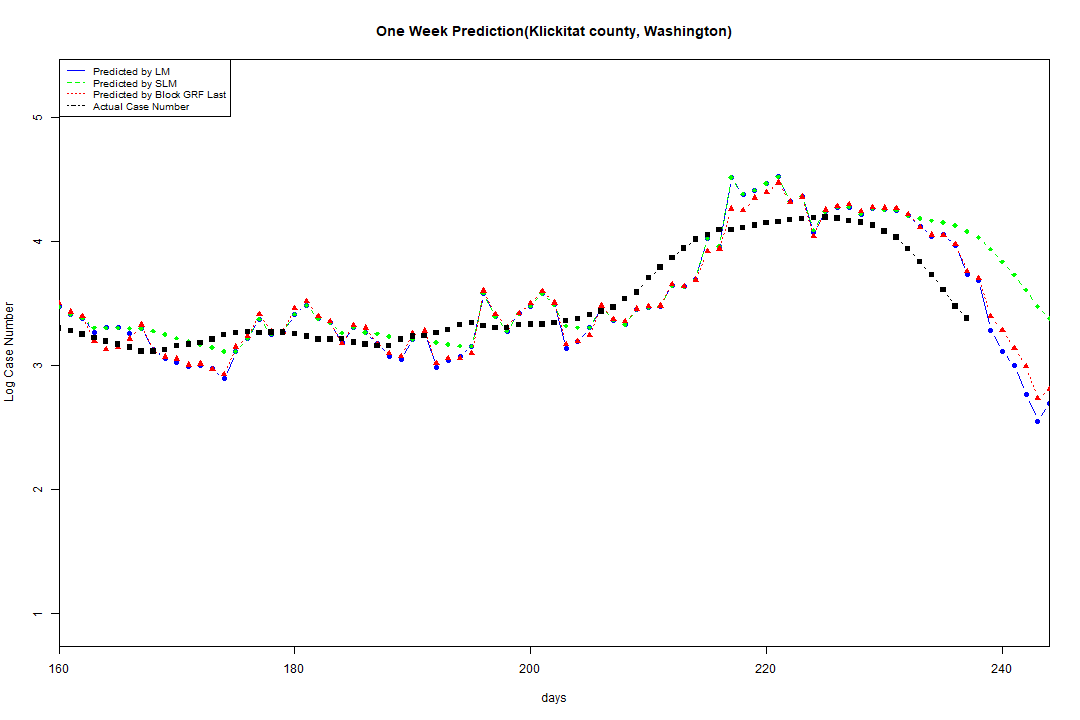 One Week Prediction(Klickitat county, Washington)
Predicted by LM
Predicted by SLM
Predicted by Block GRF Last
Actual Case Number
Log Case Number
5
4
3
2
1
160 180 200 220 240
days